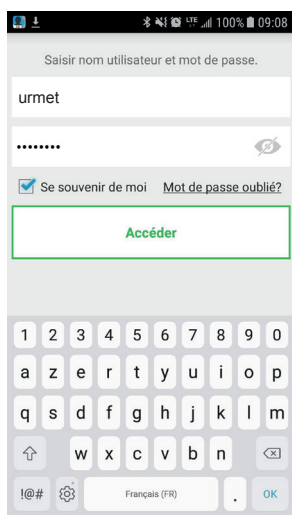 LTE 100% 09:08
Saisir nom utilisateur et mot de passe.
urmet
••••••••
Se souvenir de moi Mot de passe oublié?
Accéder
1 2 3 4 5 6 7 8 9 0
a z e r t y u i o p
q s d f g h j k l m
w x c v b n
!@# Français (FR) . OK